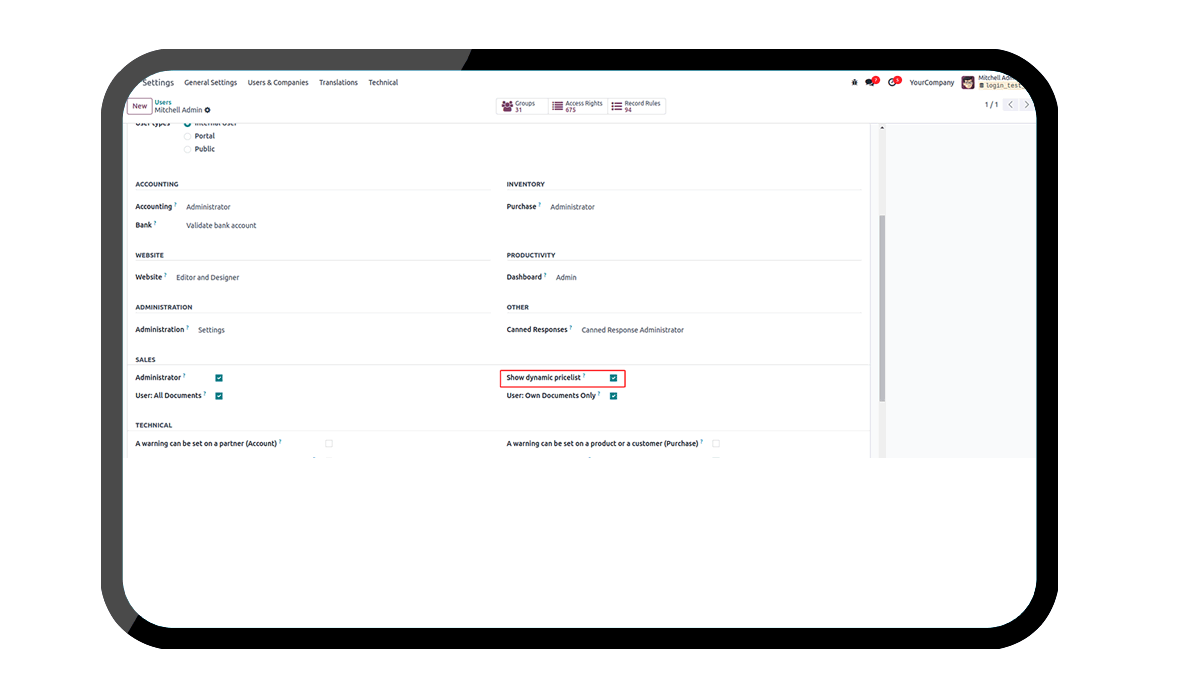 Settings General Settings Users & Companies Translations Technical YourCompany Mitchell Adm
login_test
New Users
Mitchell Admin
Groups 31 Access Rights 675 Record Rules 94
1 / 1
User types Internal User
Portal
Public
ACCOUNTING INVENTORY
Accounting ? Administrator Purchase ? Administrator
Bank ? Validate bank account
WEBSITE PRODUCTIVITY
Website ? Editor and Designer Dashboard ? Admin
ADMINISTRATION OTHER
Administration ? Settings Canned Responses ? Canned Response Administrator
SALES
Administrator ? Show dynamic pricelist ?
User: All Documents ? User: Own Documents Only ?
TECHNICAL
A warning can be set on a partner (Account) ? A warning can be set on a product or a customer (Purchase) ?